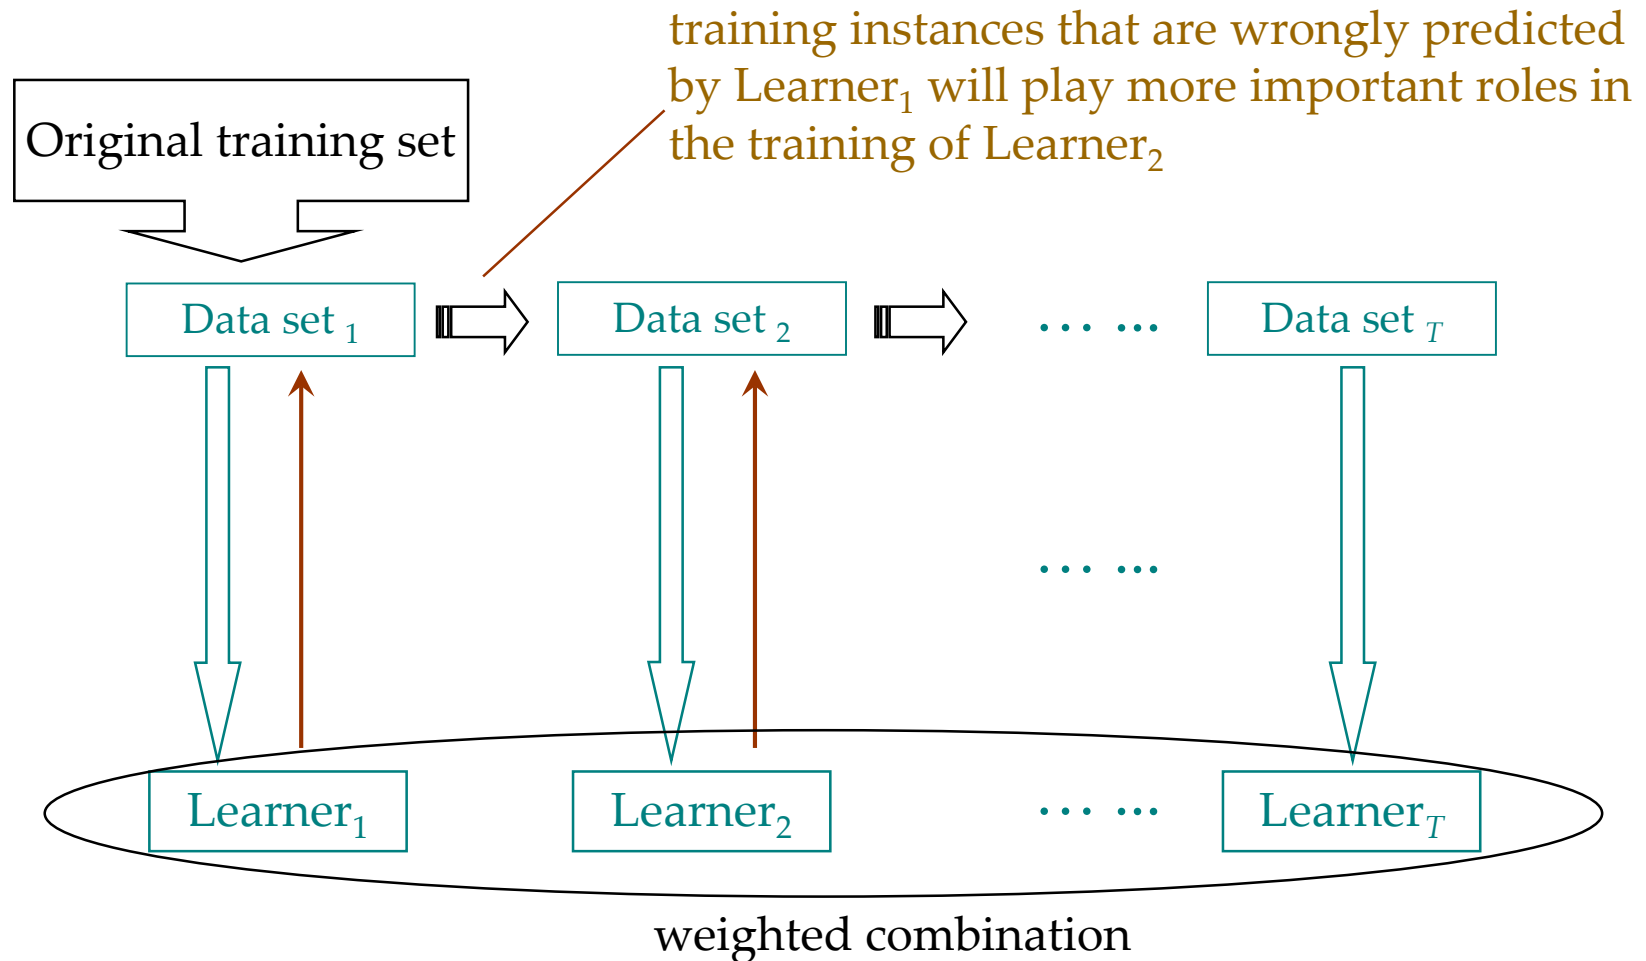 training instances that are wrongly predicted
by Learner₁ will play more important roles in
the training of Learner₂
Original training set
Data set ₁
Data set ₂
… ...
Data set T
… ...
Learner₁
Learner₂
… ...
LearnerT
weighted combination